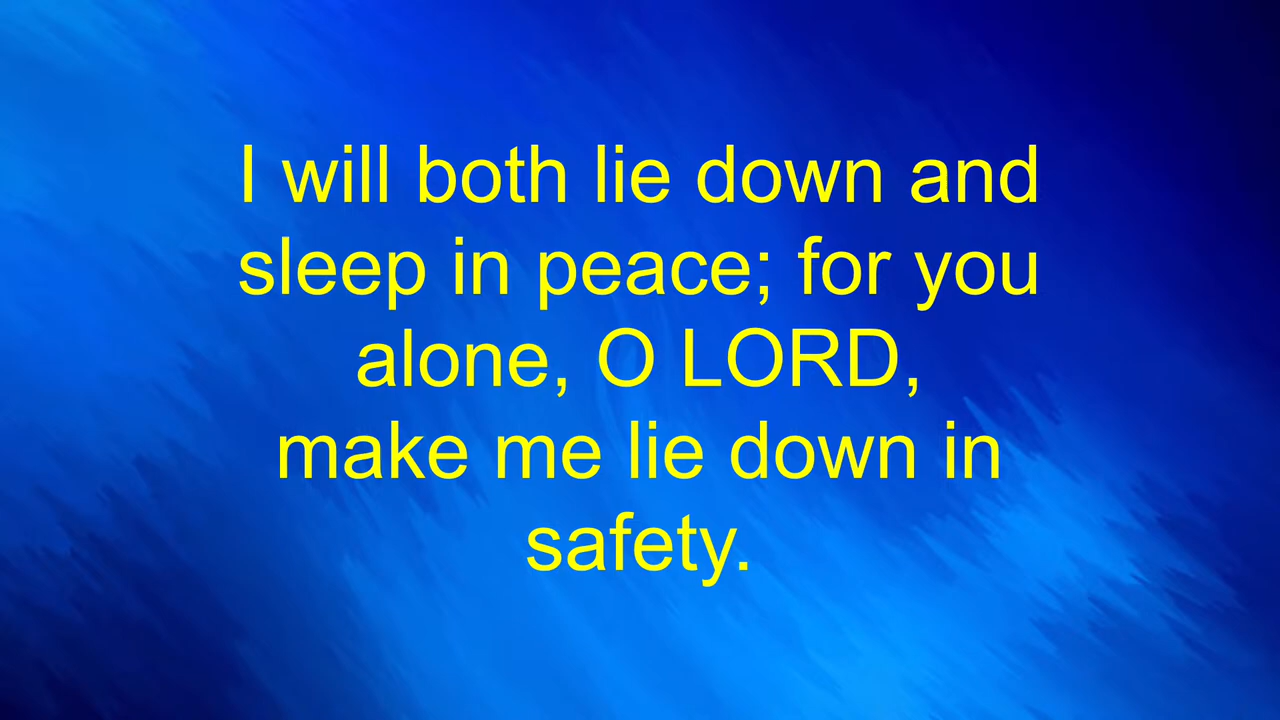 I will both lie down and
sleep in peace; for you
alone, O LORD,
make me lie down in
safety.